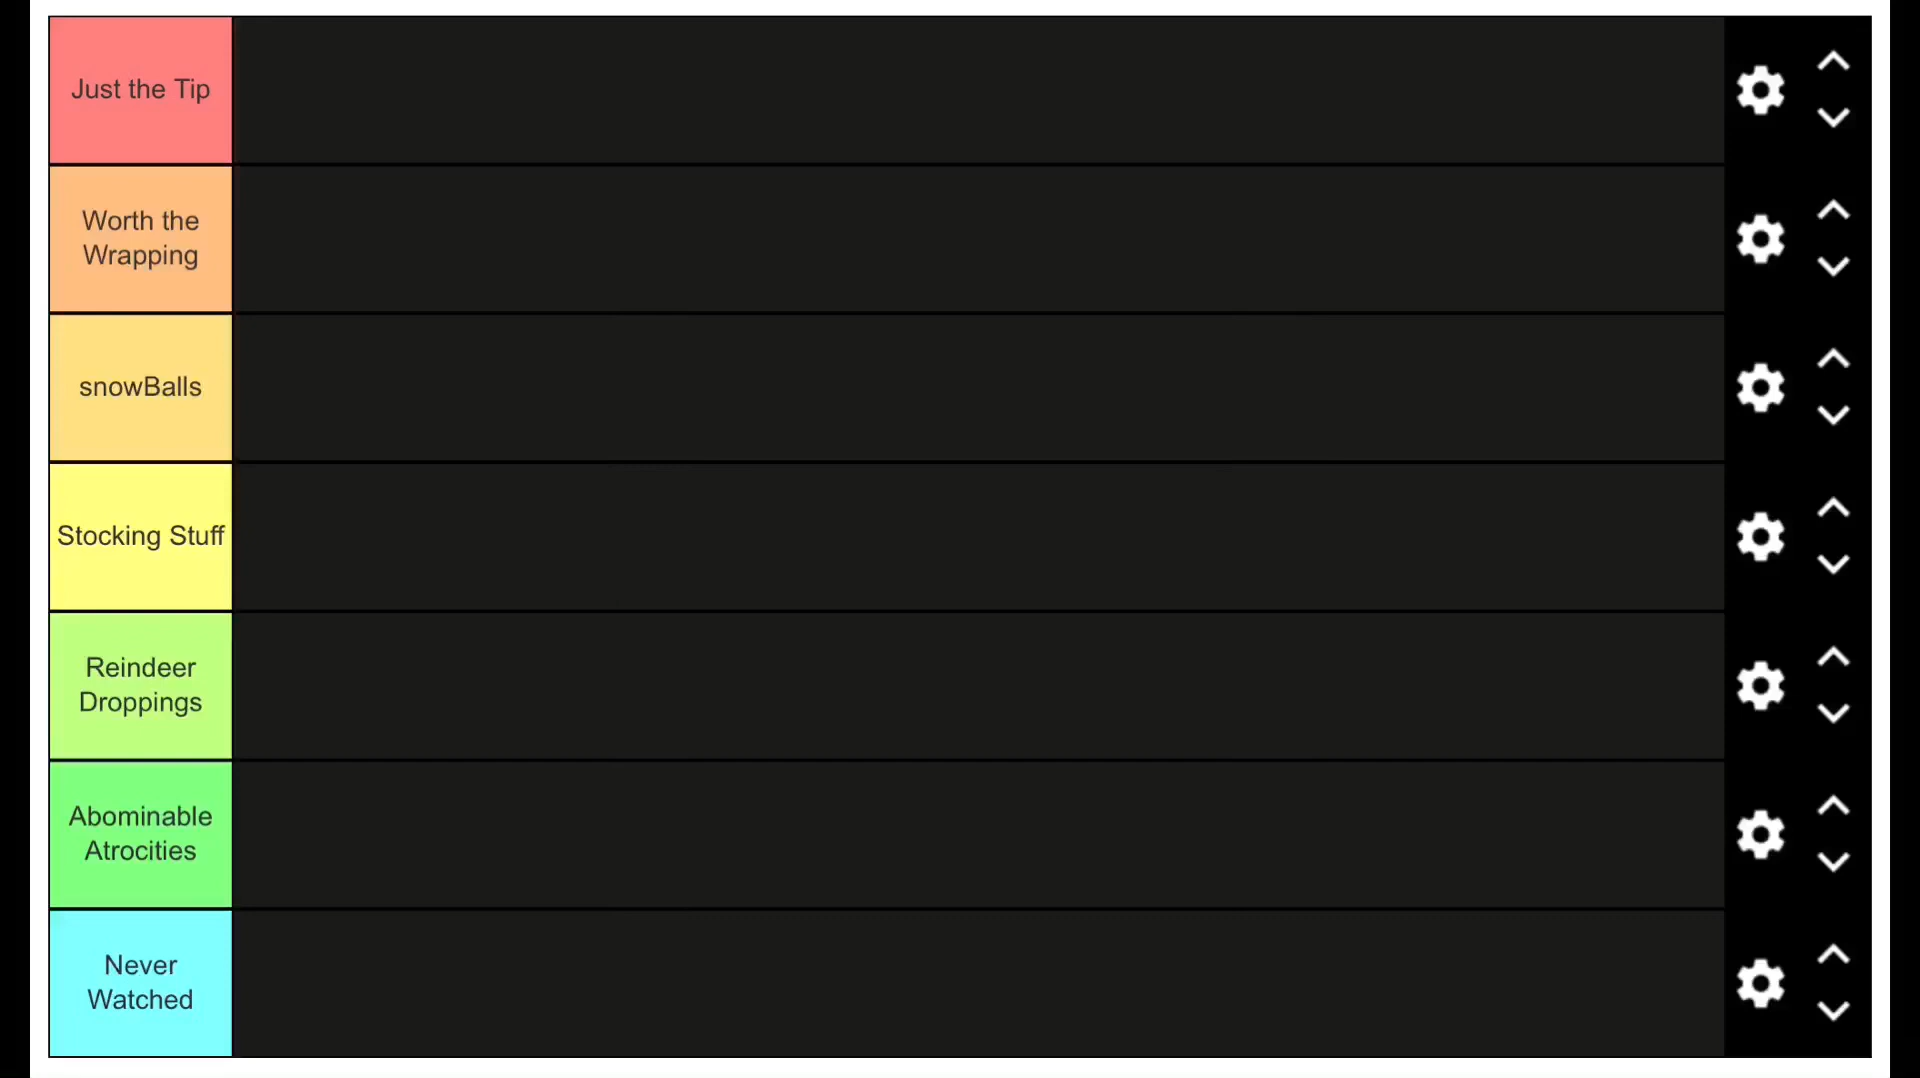 Just the Tip
Worth the
Wrapping
snowBalls
Stocking Stuff
Reindeer
Droppings
Abominable
Atrocities
Never
Watched